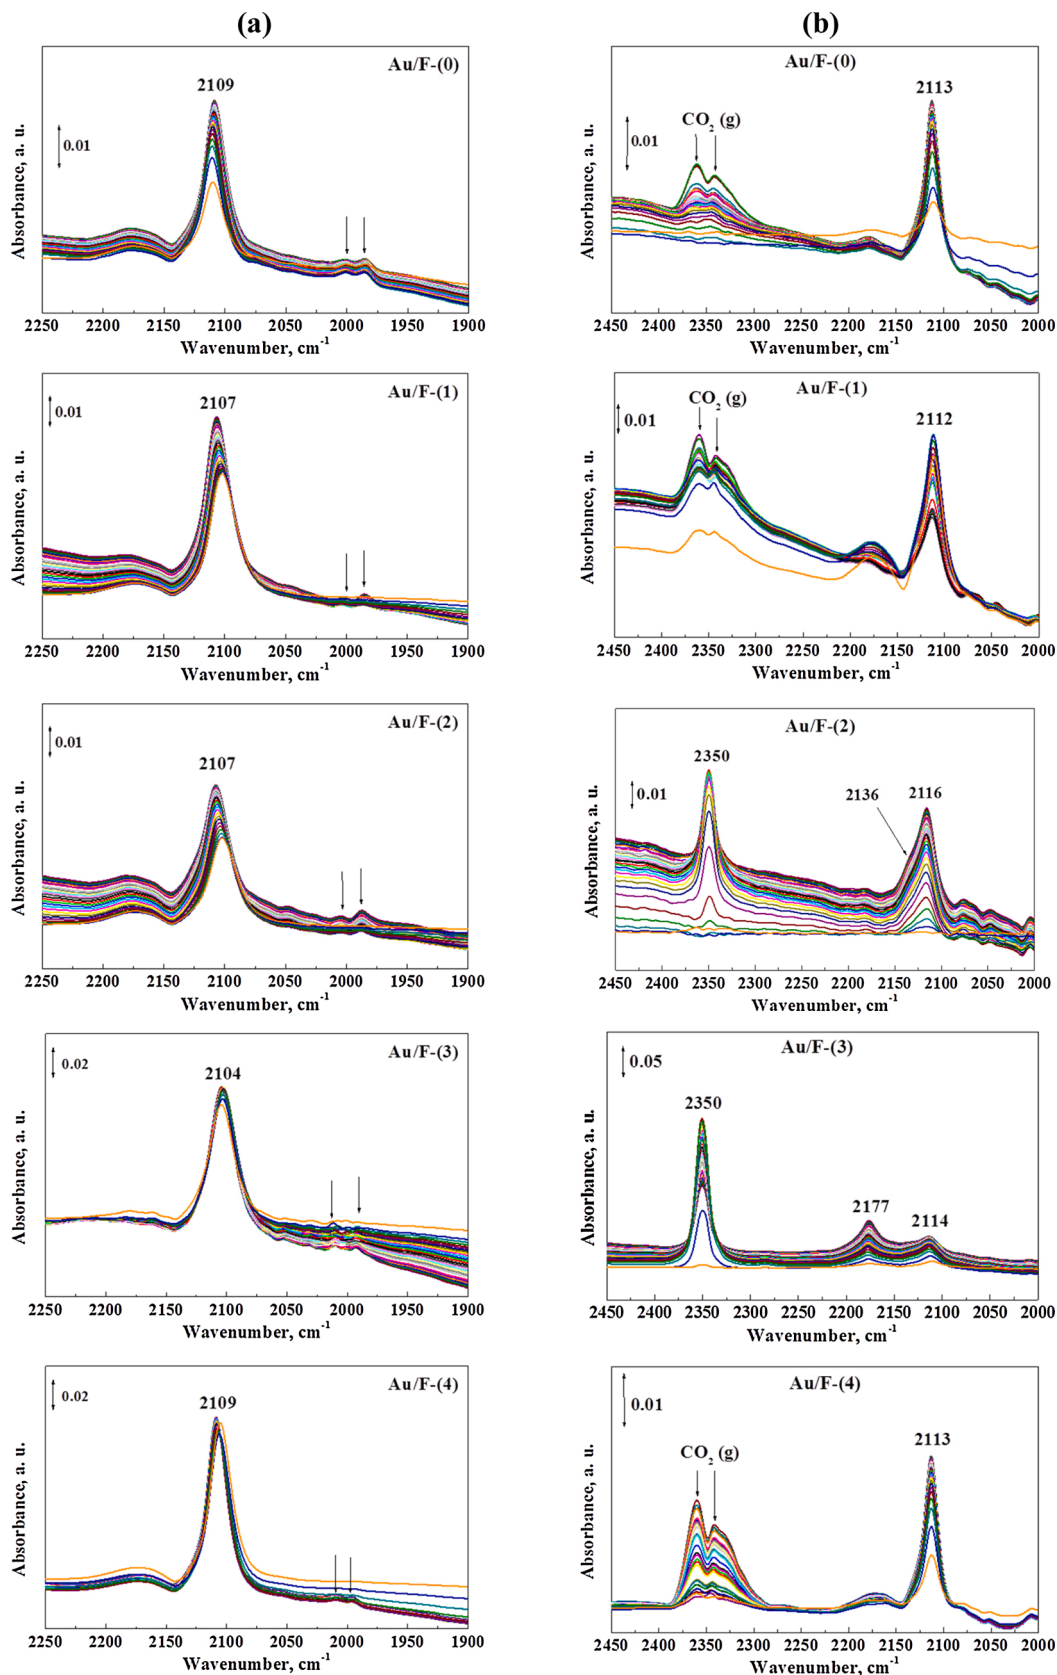 (a)
(b)
Au/F-(0)
2109
0.01
Absorbance, a. u.
2250 2200 2150 2100 2050 2000 1950 1900
Wavenumber, cm-1
Au/F-(0)
2113
CO2 (g)
0.01
Absorbance, a. u.
2450 2400 2350 2300 2250 2200 2150 2100 2050 2000
Wavenumber, cm-1
Au/F-(1)
2107
0.01
Absorbance, a. u.
2250 2200 2150 2100 2050 2000 1950 1900
Wavenumber, cm-1
Au/F-(1)
CO2 (g)
0.01
2112
Absorbance, a. u.
2450 2400 2350 2300 2250 2200 2150 2100 2050 2000
Wavenumber, cm-1
Au/F-(2)
0.01
2107
Absorbance, a. u.
2250 2200 2150 2100 2050 2000 1950 1900
Wavenumber, cm-1
Au/F-(2)
2350
0.01
2136
2116
Absorbance, a. u.
2450 2400 2350 2300 2250 2200 2150 2100 2050 2000
Wavenumber, cm-1
Au/F-(3)
0.02
2104
Absorbance, a. u.
2250 2200 2150 2100 2050 2000 1950 1900
Wavenumber, cm-1
Au/F-(3)
0.05
2350
2177
2114
Absorbance, a. u.
2450 2400 2350 2300 2250 2200 2150 2100 2050 2000
Wavenumber, cm-1
Au/F-(4)
0.02
2109
Absorbance, a. u.
2250 2200 2150 2100 2050 2000 1950 1900
Wavenumber, cm-1
Au/F-(4)
0.01
CO2 (g)
2113
Absorbance, a. u.
2450 2400 2350 2300 2250 2200 2150 2100 2050 2000
Wavenumber, cm-1